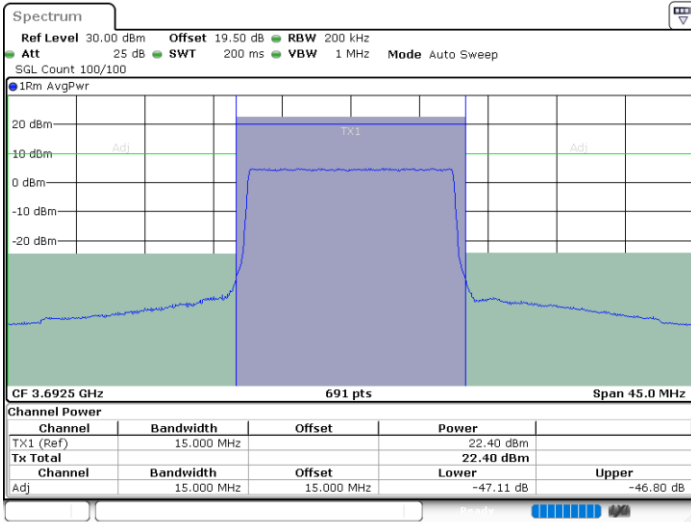 Spectrum
Ref Level 30.00 dBm Offset 19.50 dB RBW 200 kHz
Att 25 dB SWT 200 ms VBW 1 MHz Mode Auto Sweep
SGL Count 100/100
1Rm AvgPwr
20 dBm
TX1
Adj Adj
10 dBm
0 dBm
-10 dBm
-20 dBm
CF 3.6925 GHz 691 pts Span 45.0 MHz
Channel Power
Channel Bandwidth Offset Power
TX1 (Ref) 15.000 MHz 22.40 dBm
Tx Total 22.40 dBm
Channel Bandwidth Offset Lower Upper
Adj 15.000 MHz 15.000 MHz -47.11 dB -46.80 dB
Ready